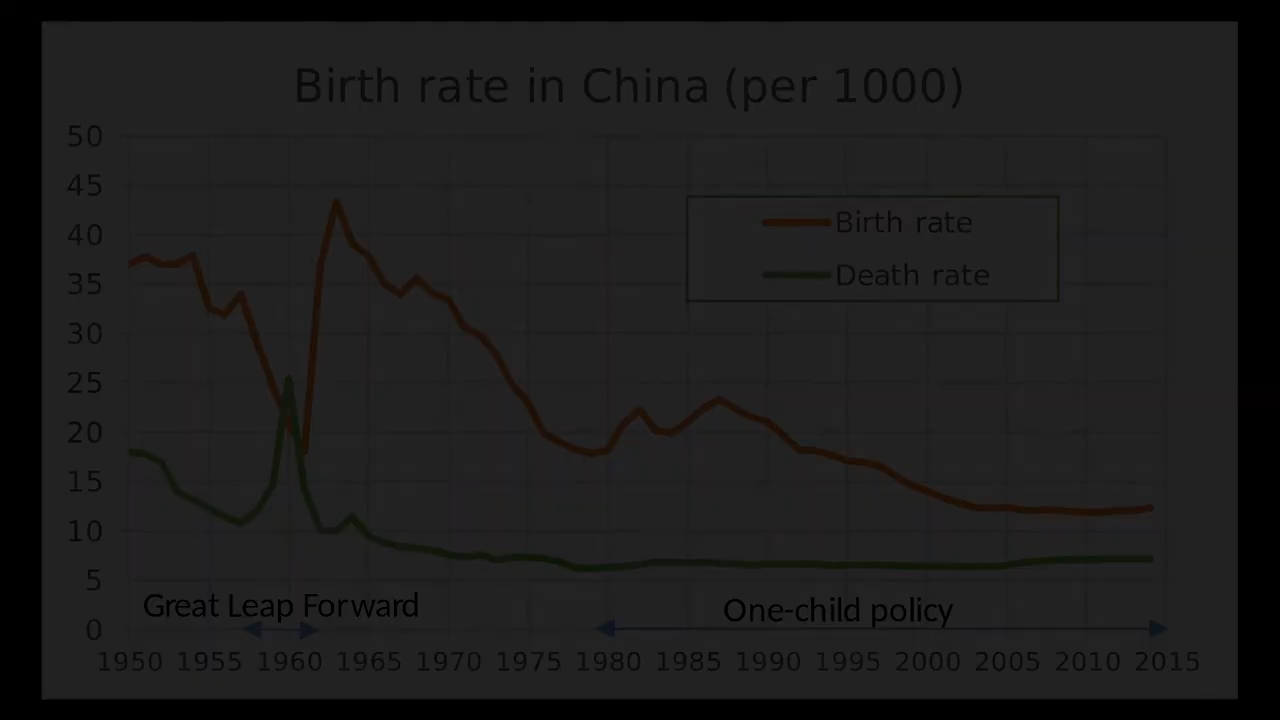 Birth rate in China (per 1000)
50
45
40
35
30
25
20
15
10
5
0
Birth rate
Death rate
Great Leap Forward
One-child policy
1950 1955 1960 1965 1970 1975 1980 1985 1990 1995 2000 2005 2010 2015